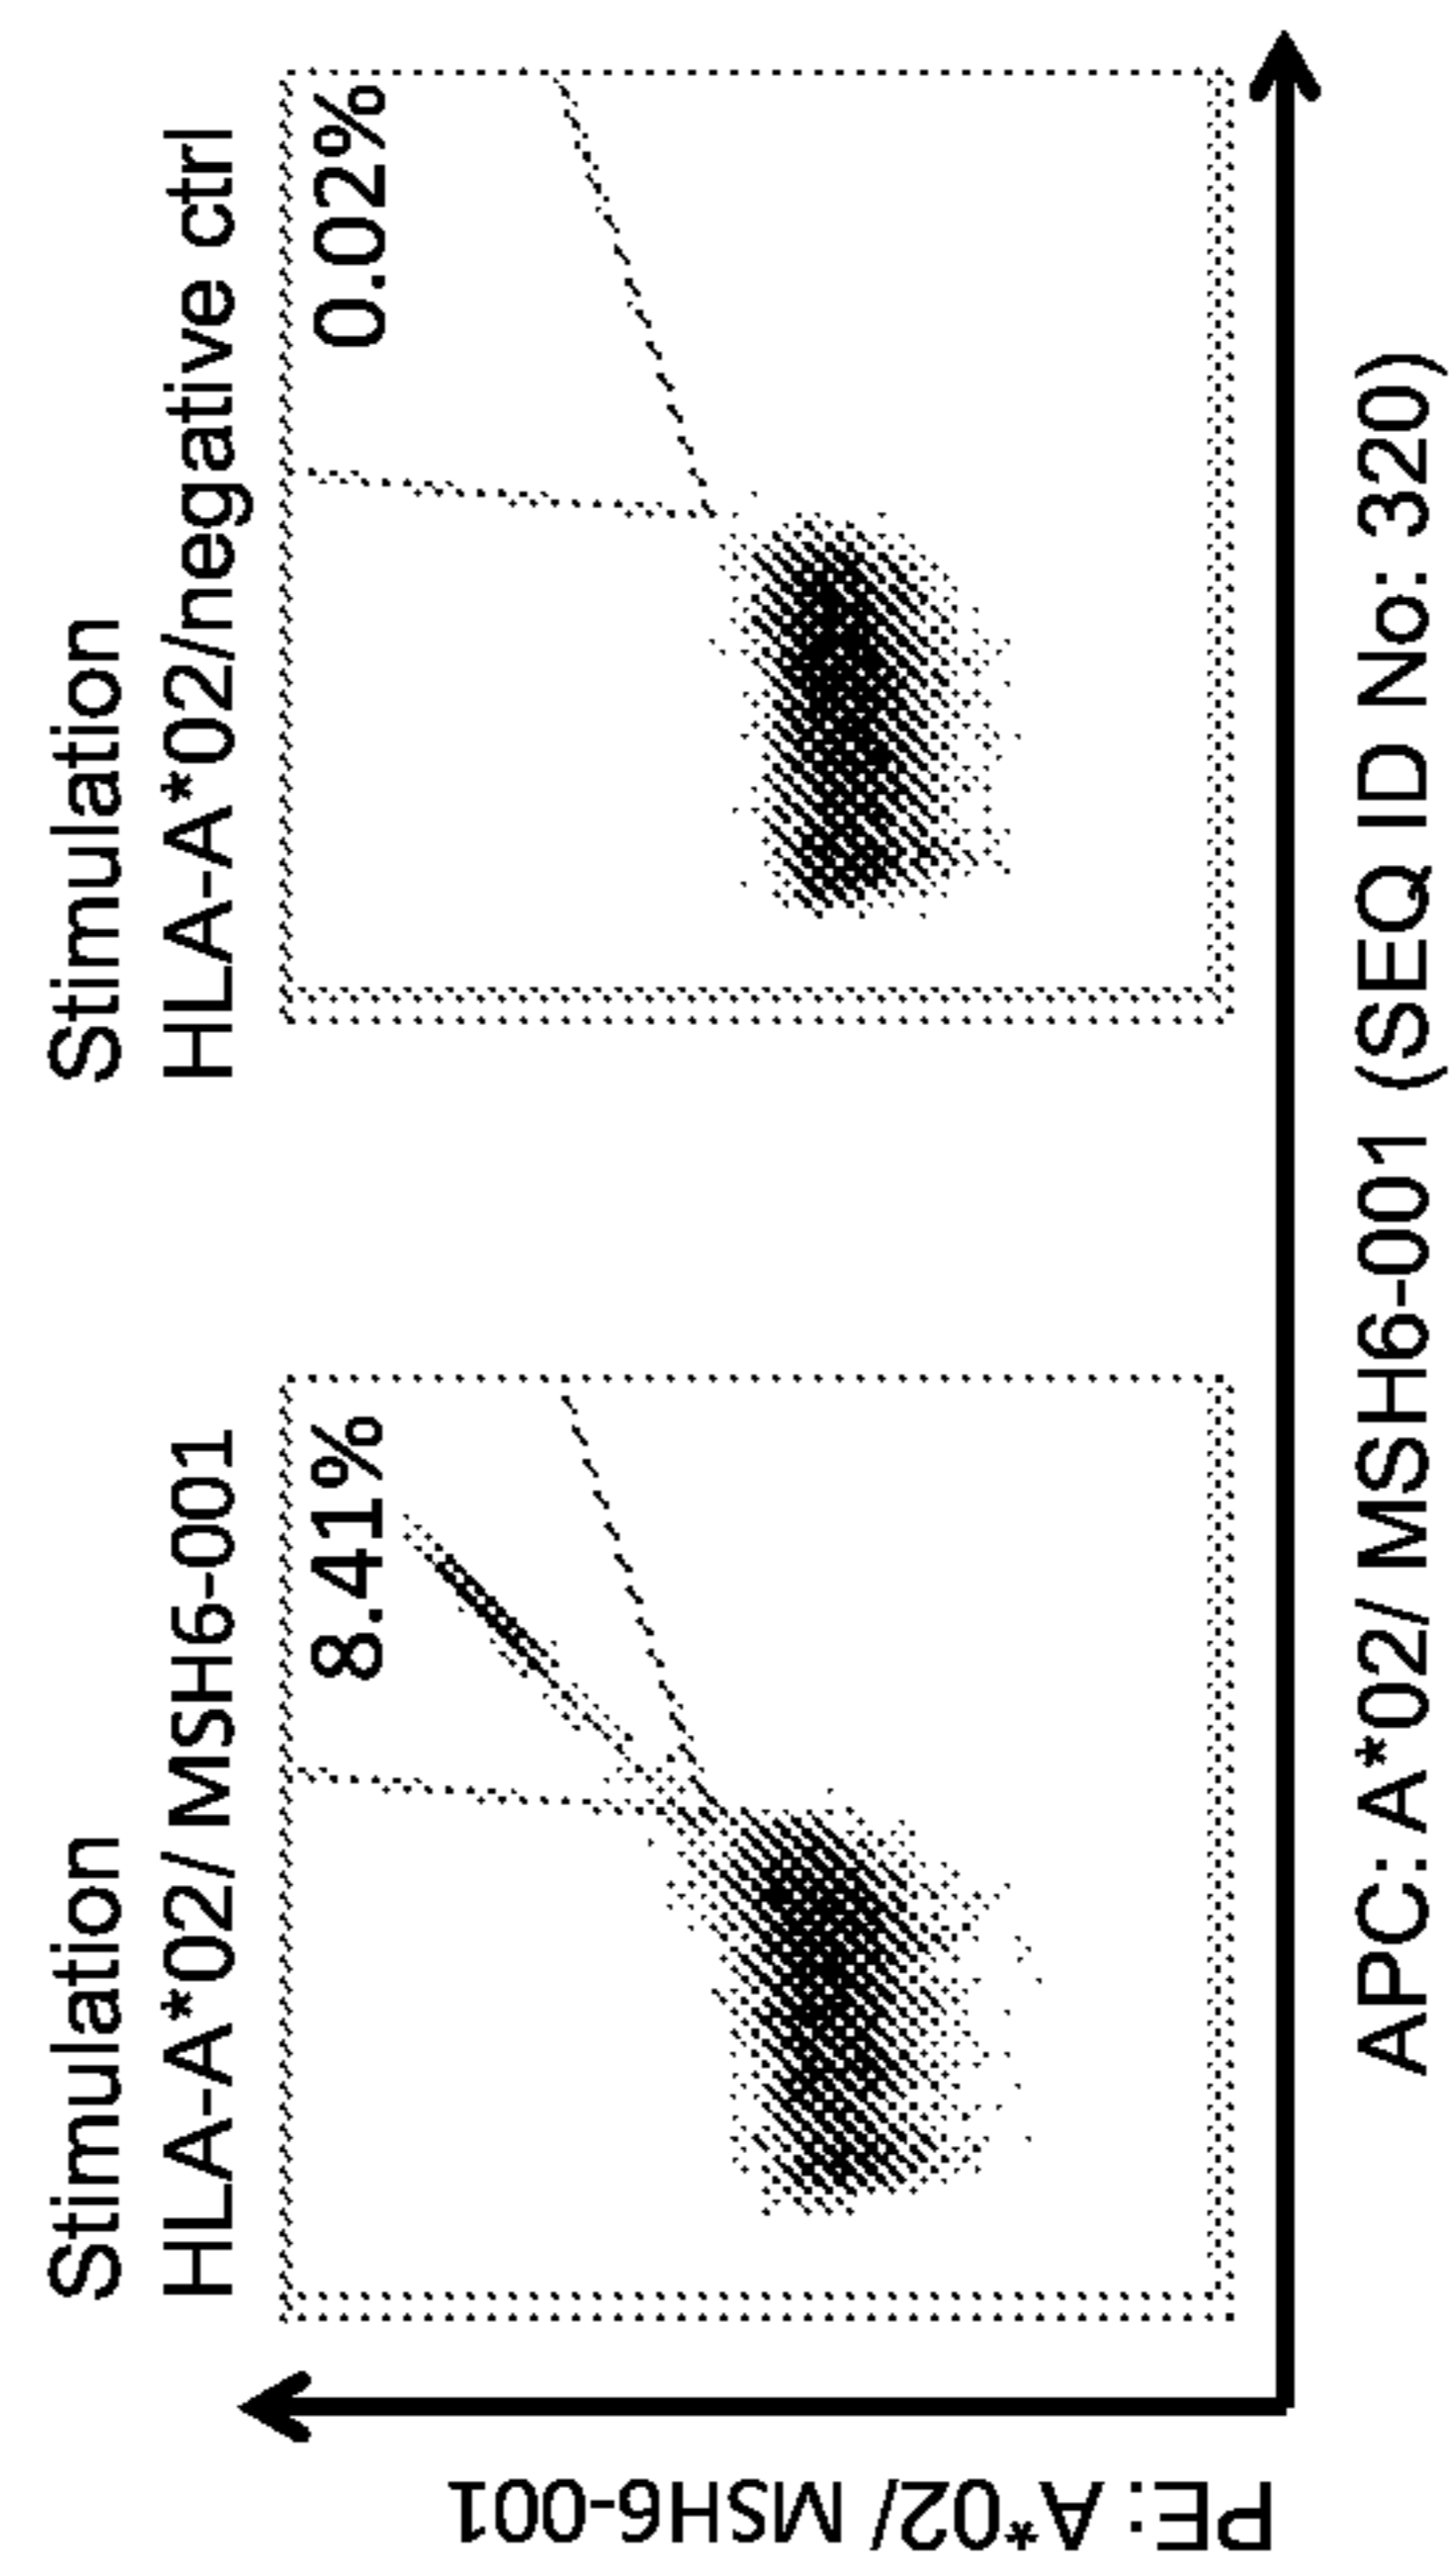 Stimulation
HLA-A*02/ MSH6-001
8.41%
Stimulation
HLA-A*02/negative ctrl
0.02%
PE: A*02/ MSH6-001
APC: A*02/ MSH6-001 (SEQ ID No: 320)